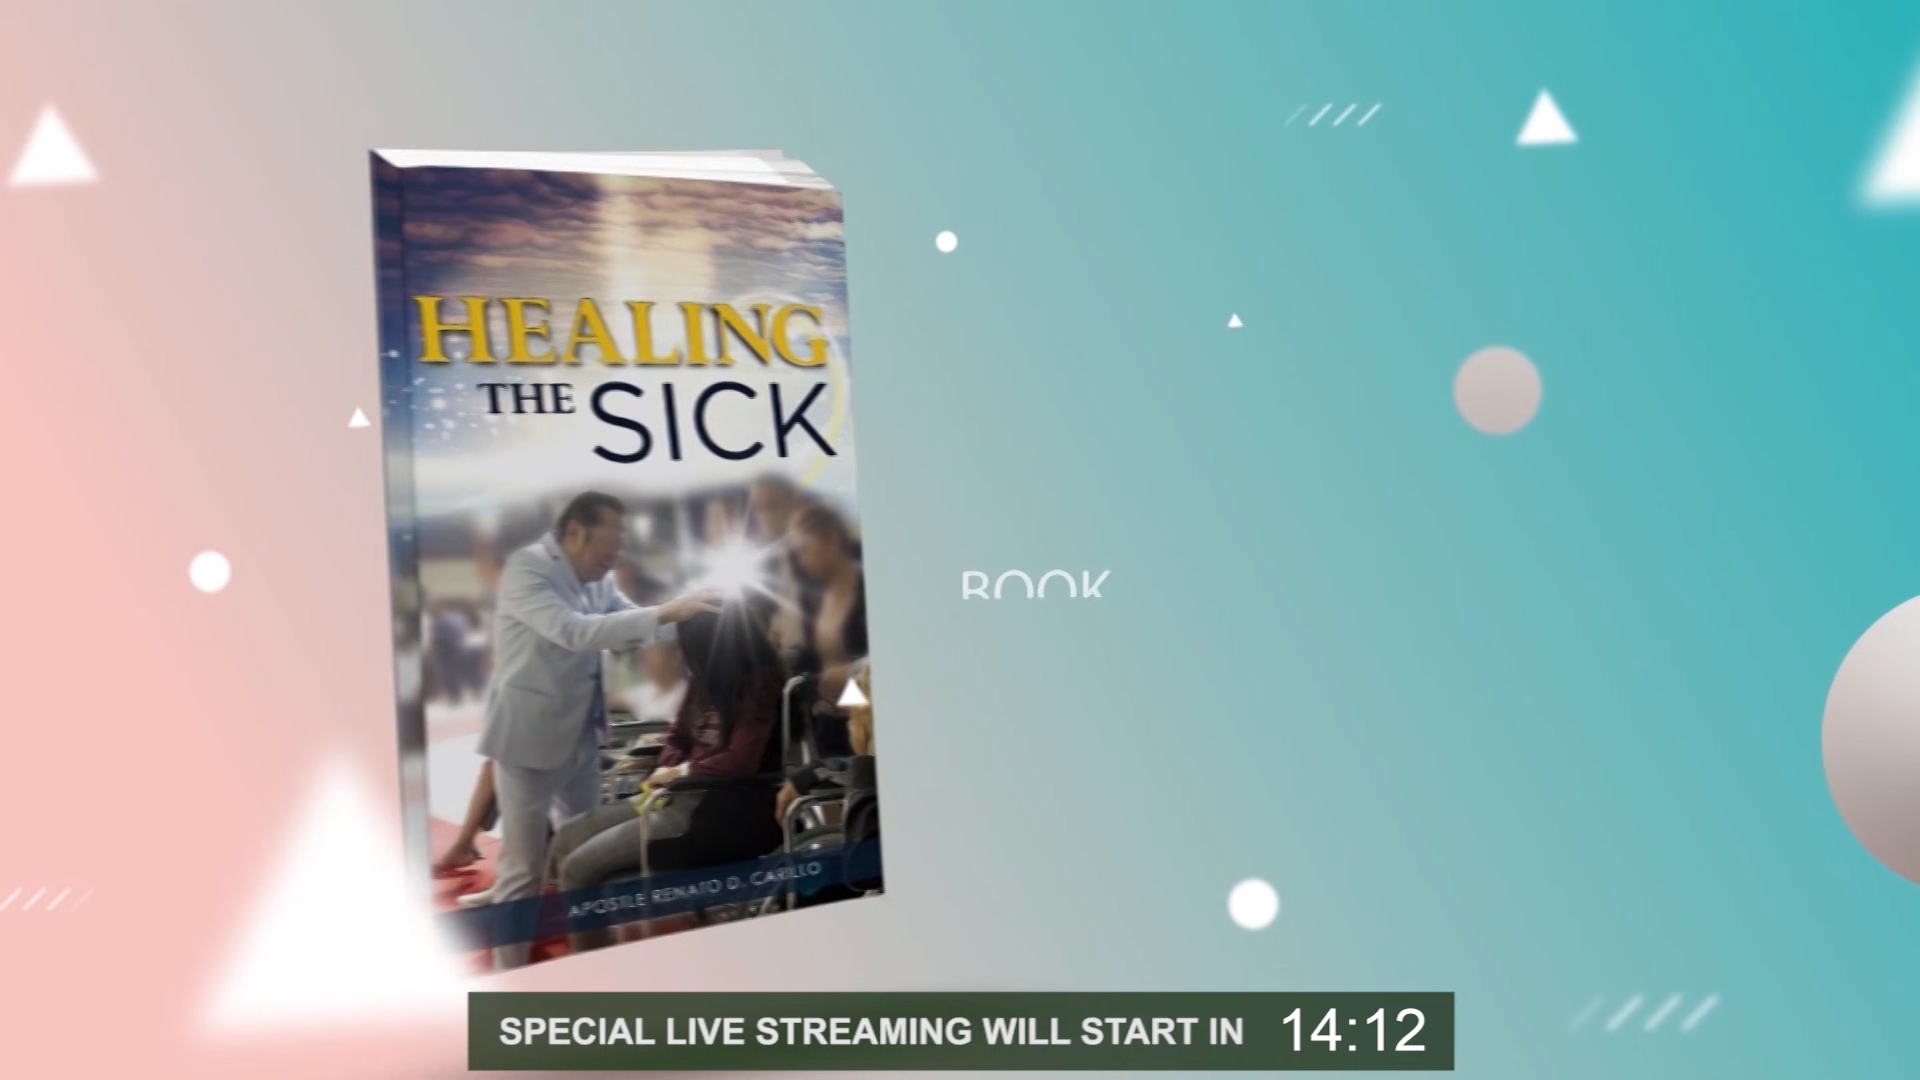 HEALING
THE SICK
APOSTLE RENATO D. CARILLO
BOOK
SPECIAL LIVE STREAMING WILL START IN 14:12